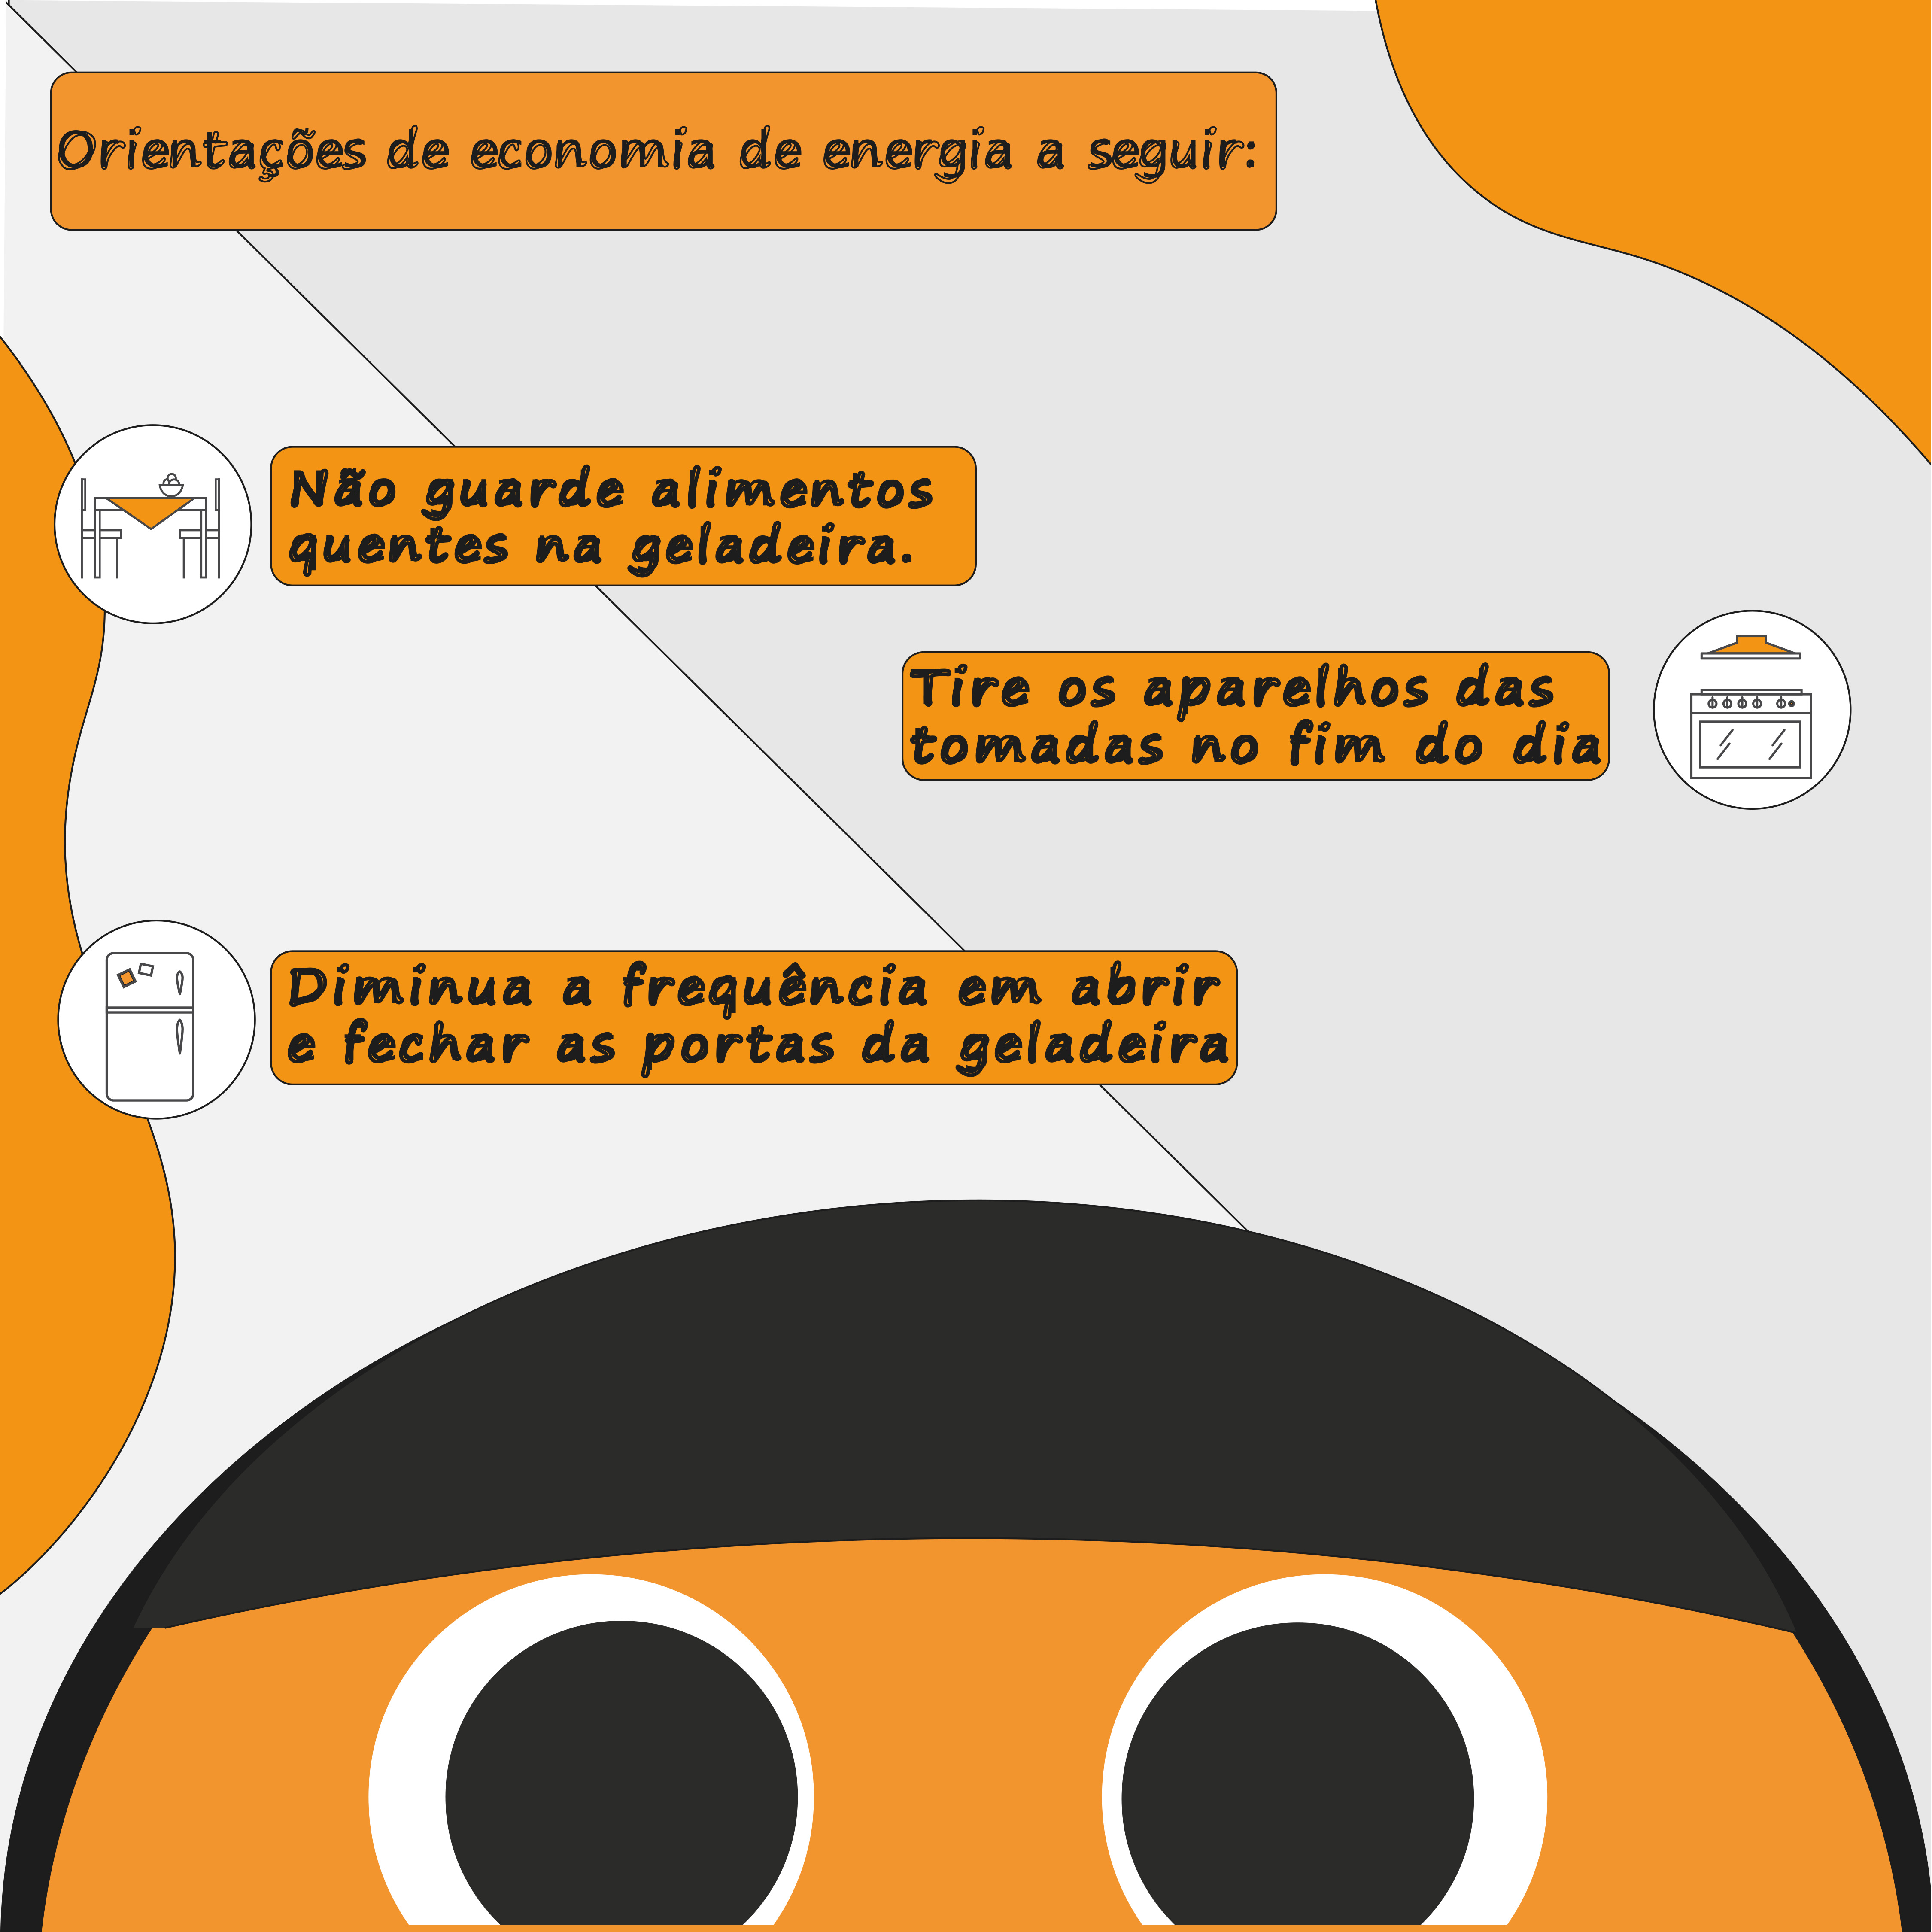 Orientações de economia de energia a seguir:
Não guarde alimentos
quentes na geladeira.
Tire os aparelhos das
tomadas no fim do dia
Diminua a frequência em abrir
e fechar as portas da geladeira